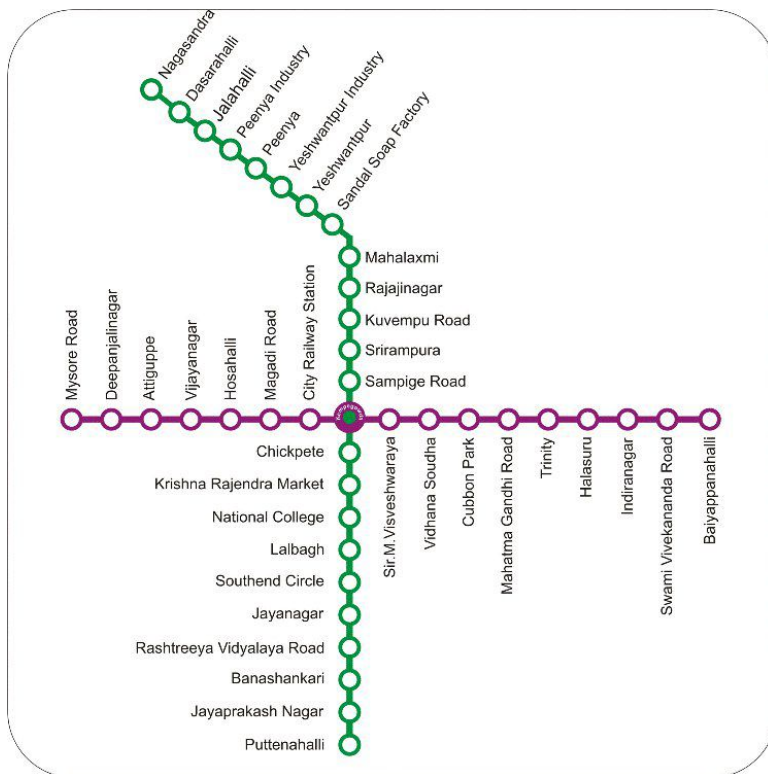 Nagasandra
Dasarahalli
Jalahalli
Peenya Industry
Peenya
Yeshwantpur Industry
Yeshwantpur
Sandal Soap Factory
Mahalaxmi
Rajajinagar
Kuvempu Road
Srirampura
Sampige Road
Mysore Road
Deepanjalinagar
Attiguppe
Vijayanagar
Hosahalli
Magadi Road
City Railway Station
Sir.M.Visveshwaraya
Vidhana Soudha
Cubbon Park
Mahatma Gandhi Road
Trinity
Halasuru
Indiranagar
Swami Vivekananda Road
Baiyappanahalli
Chickpete
Krishna Rajendra Market
National College
Lalbagh
Southend Circle
Jayanagar
Rashtreeya Vidyalaya Road
Banashankari
Jayaprakash Nagar
Puttenahalli